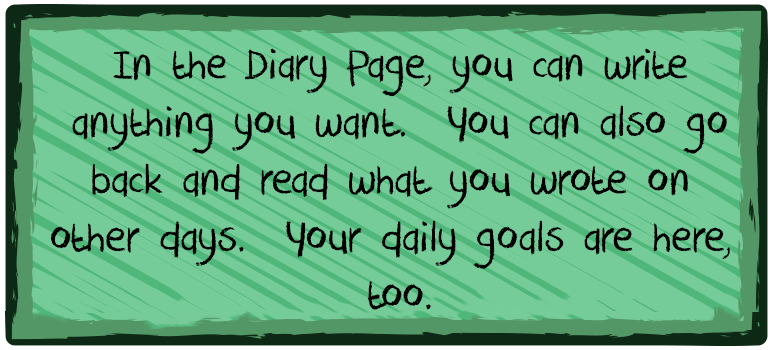 In the Diary Page, you can write
anything you want.  You can also go
back and read what you wrote on
other days.  Your daily goals are here,
too.